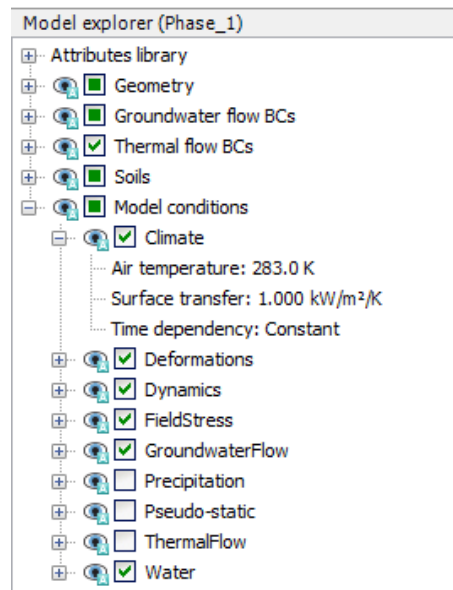 Model explorer (Phase_1)
Attributes library
Geometry
Groundwater flow BCs
Thermal flow BCs
Soils
Model conditions
Climate
Air temperature: 283.0 K
Surface transfer: 1.000 kW/m²/K
Time dependency: Constant
Deformations
Dynamics
FieldStress
GroundwaterFlow
Precipitation
Pseudo-static
ThermalFlow
Water